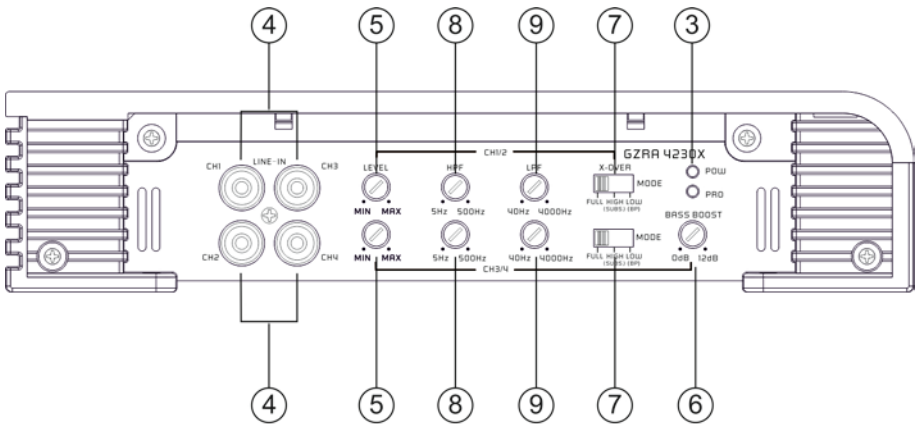 4 5 8 9 7 3
CH1/2
GZRA 4230X
CH1 LINE-IN CH3 LEVEL HPF LPF X-OVER POW
MODE
MIN MAX 5Hz 500Hz 40Hz 4000Hz FULL HIGH LOW PRO
(SUBS.) (BP)
BASS BOOST
MODE
CH2 CH4 MIN MAX 5Hz 500Hz 40Hz 4000Hz FULL HIGH LOW 0dB 12dB
(SUBS.) (BP)
CH3/4
4 5 8 9 7 6